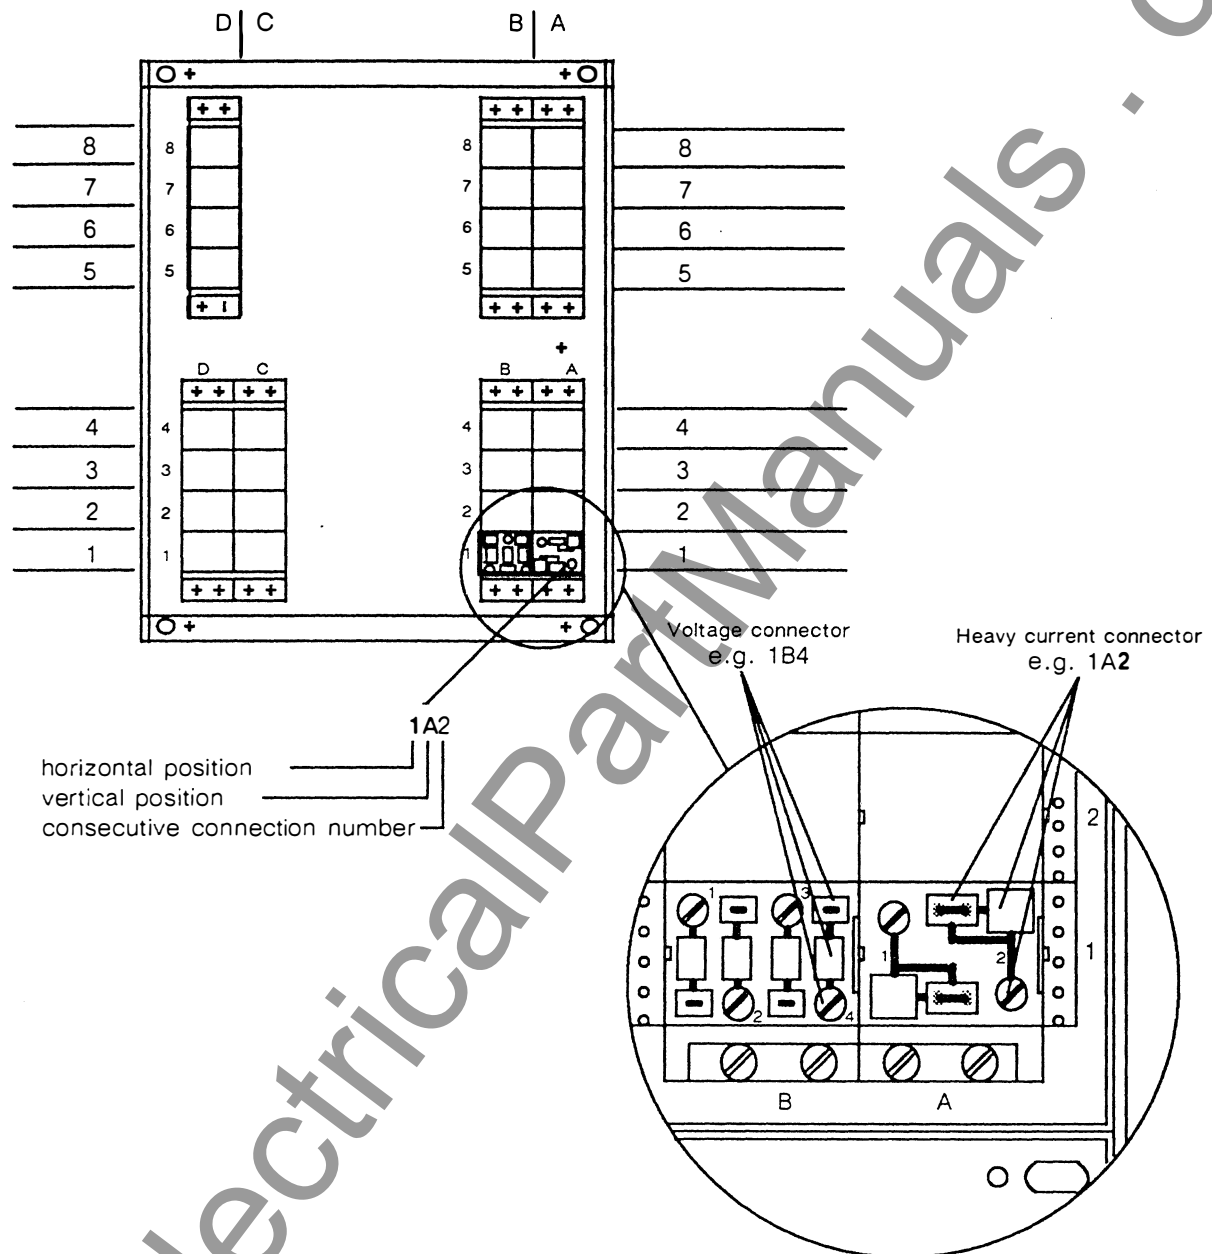 D C B A
8 8 8 8
7 7 7 7
6 6 6 6
5 5 5 5
D C B A
4 4 4 4
3 3 3 3
2 2 2 2
1 1 1 1
Voltage connector
e.g. 1B4
Heavy current connector
e.g. 1A2
1A2
horizontal position
vertical position
consecutive connection number
2
1 3
1 2 1
2 4
B A
ElectricalPartManuals . C